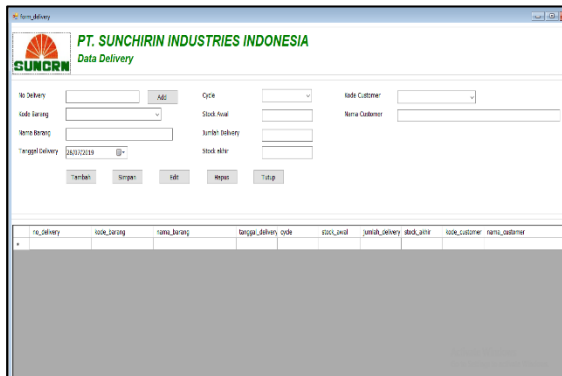 form_delivery
PT. SUNCHIRIN INDUSTRIES INDONESIA
Data Delivery
SUNCRN
No Delivery Add Cycle Kode Customer
Kode Barang Stock Awal Nama Customer
Nama Barang Jumlah Delivery
Tanggal Delivery 28/07/2019 Stock akhir
Tambah Simpan Edit Hapus Tutup
no_delivery kode_barang nama_barang tanggal_delivery cycle stock_awal jumlah_delivery stock_akhir kode_customer nama_customer